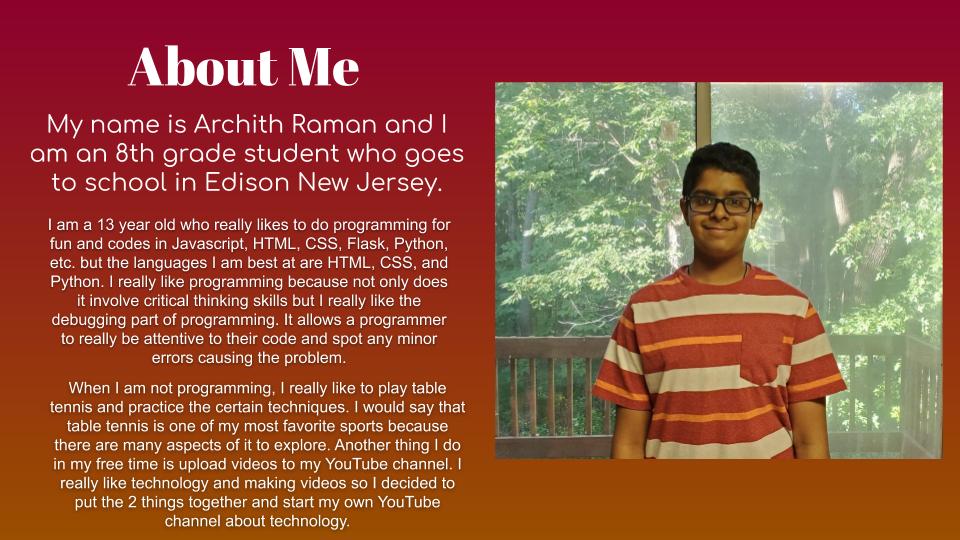 About Me
My name is Archith Raman and I
am an 8th grade student who goes
to school in Edison New Jersey.
I am a 13 year old who really likes to do programming for
fun and codes in Javascript, HTML, CSS, Flask, Python,
etc. but the languages I am best at are HTML, CSS, and
Python. I really like programming because not only does
it involve critical thinking skills but I really like the
debugging part of programming. It allows a programmer
to really be attentive to their code and spot any minor
errors causing the problem.
When I am not programming, I really like to play table
tennis and practice the certain techniques. I would say that
table tennis is one of my most favorite sports because
there are many aspects of it to explore. Another thing I do
in my free time is upload videos to my YouTube channel. I
really like technology and making videos so I decided to
put the 2 things together and start my own YouTube
channel about technology.